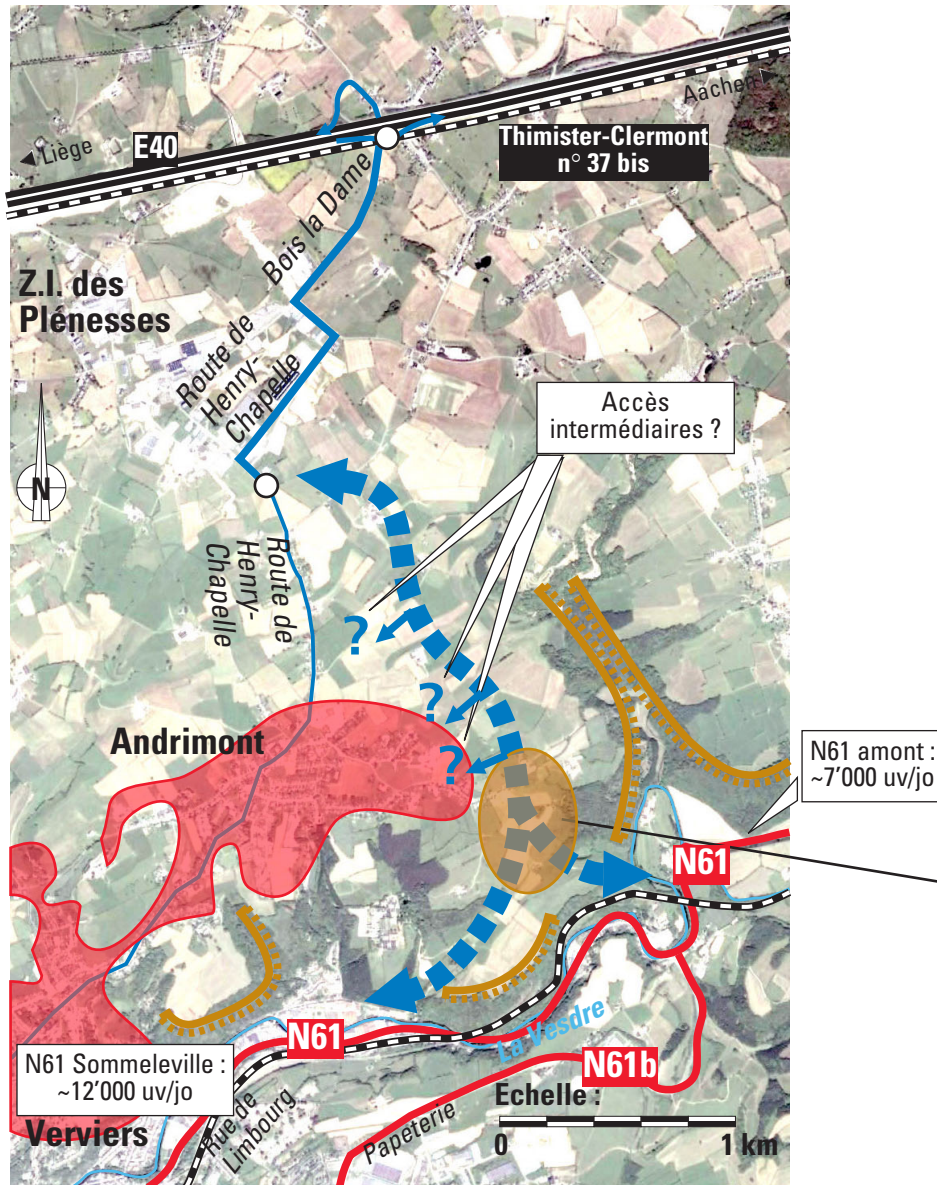 Aachen
Liège
E40
Thimister-Clermont
n° 37 bis
Bois la Dame
Z.I. des
Plénesses
Route de
Henry-
Chapelle
Accès
intermédiaires ?
N
Route de
Henry-
Chapelle
?
?
?
Andrimont
N61 amont :
~7’000 uv/jo
N61
N61
La Vesdre
N61b
N61 Sommeleville :
~12’000 uv/jo
Verviers
Rue de
Limbourg
Papeterie
Echelle :
0
1 km